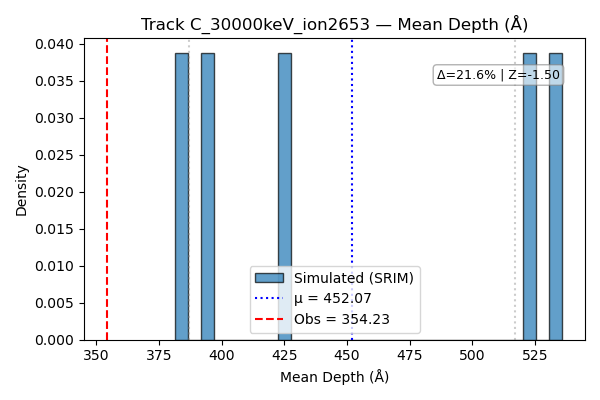 Track C_30000keV_ion2653 — Mean Depth (Å)
0.040
0.035
0.030
0.025
0.020
0.015
0.010
0.005
0.000
Density
Δ=21.6% | Z=-1.50
Simulated (SRIM)
μ = 452.07
Obs = 354.23
350
375
400
425
450
475
500
525
Mean Depth (Å)